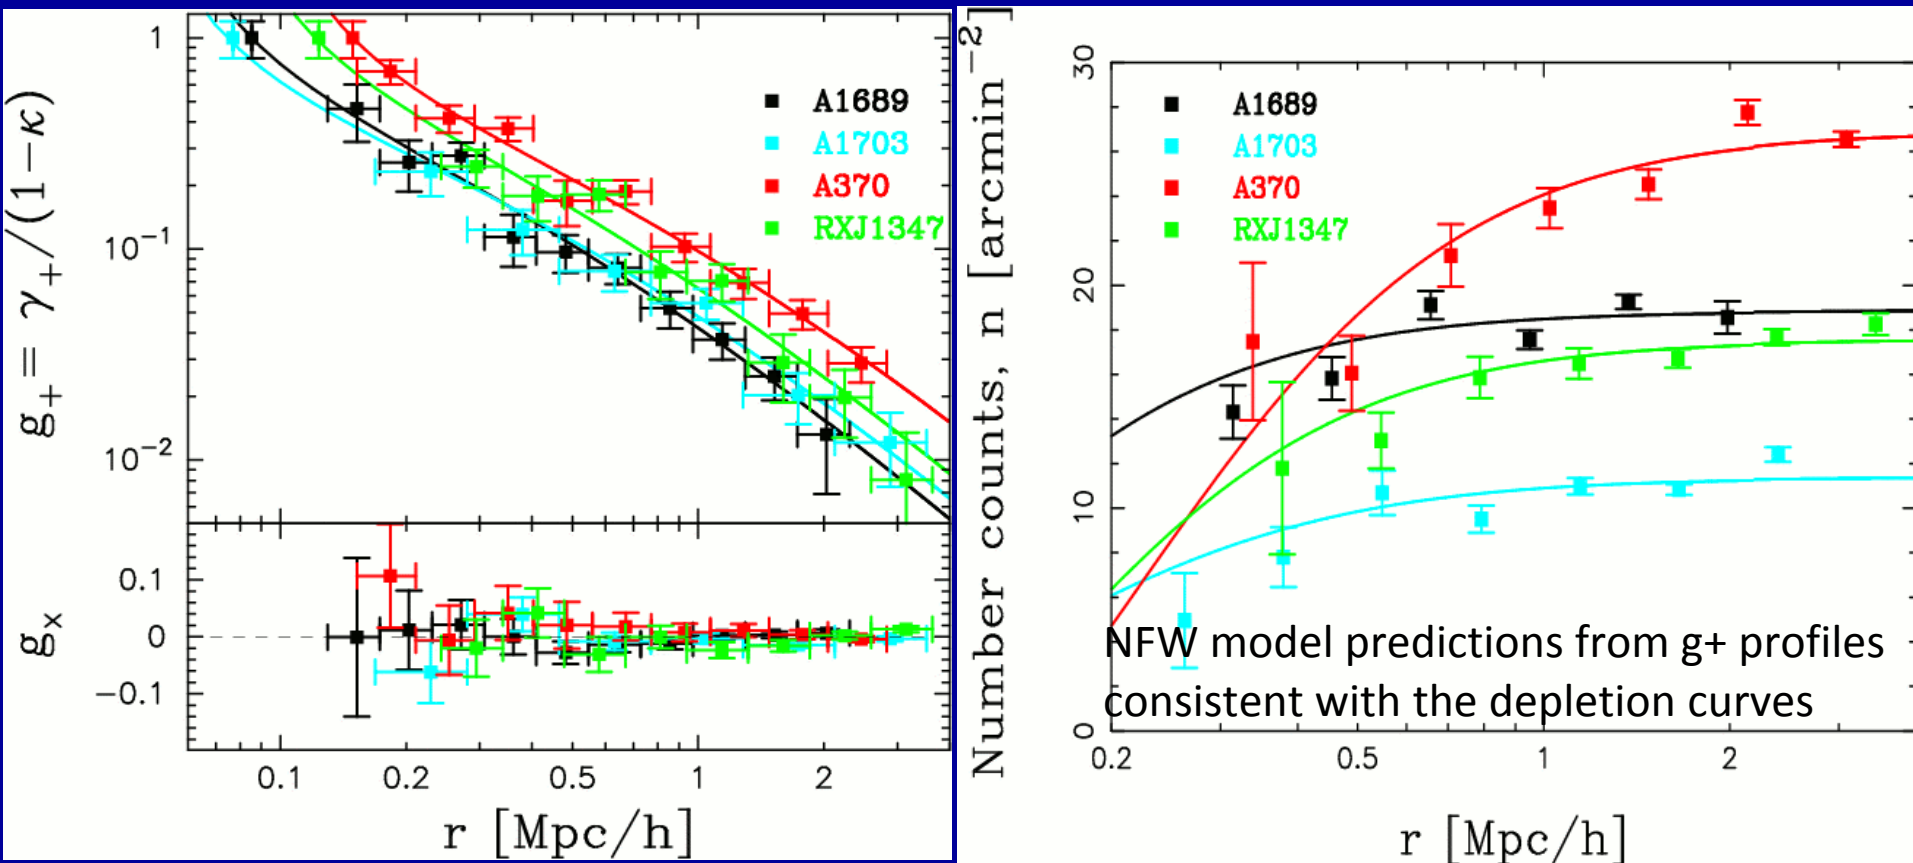 g+ = γ+/(1−κ)
1
10−1
10−2
A1689
A1703
A370
RXJ1347
gx
0.1
0
−0.1
0.1
0.2
0.5
1
2
r [Mpc/h]
Number counts, n [arcmin−2]
30
20
10
0
A1689
A1703
A370
RXJ1347
NFW model predictions from g+ profiles
consistent with the depletion curves
0.2
0.5
1
2
r [Mpc/h]